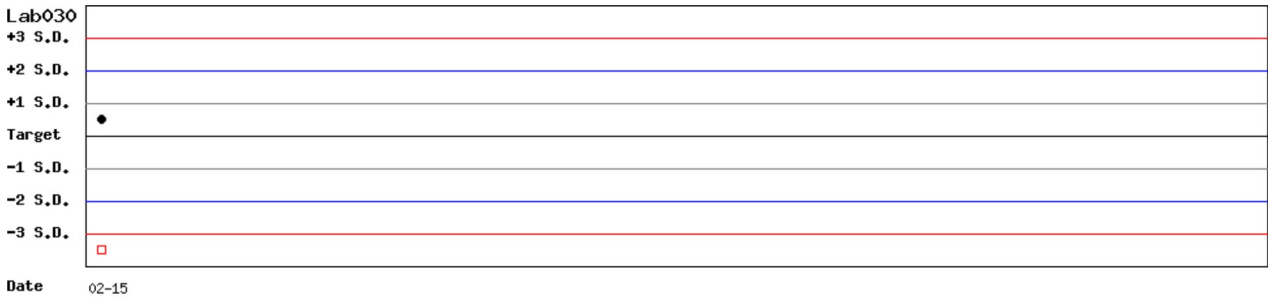 Lab030
+3 S.D.
+2 S.D.
+1 S.D.
Target
-1 S.D.
-2 S.D.
-3 S.D.
Date 02-15